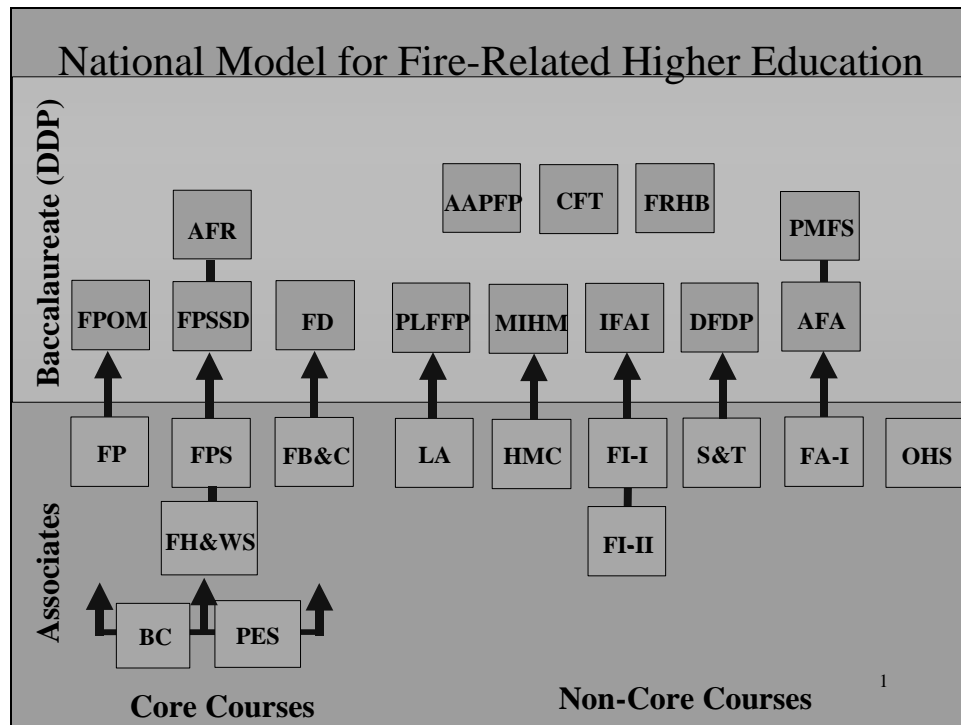 National Model for Fire-Related Higher Education
Baccalaureate (DDP)
AAPFP CFT FRHB
AFR PMFS
FPOM FPSSD FD PLFFP MIHM IFAI DFDP AFA
Associates
FP FPS FB&C LA HMC FI-I S&T FA-I OHS
FH&WS FI-II
BC PES
Core Courses Non-Core Courses
1